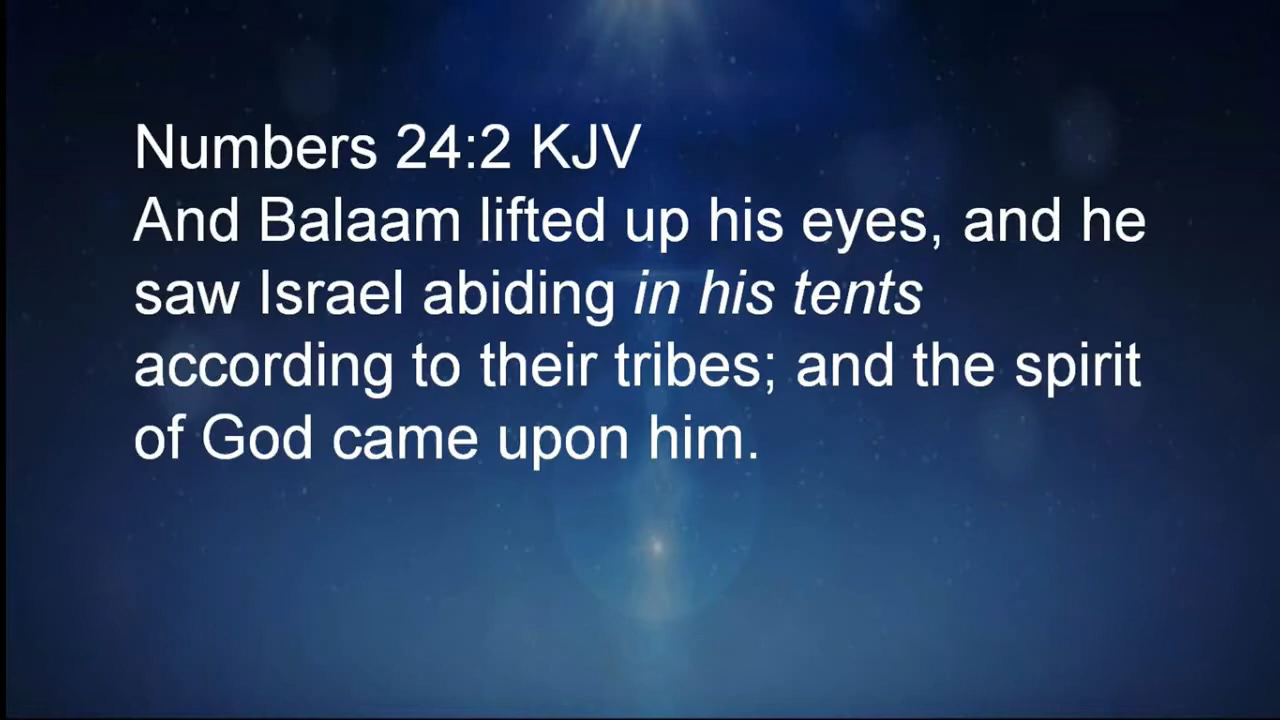 Numbers 24:2 KJV
And Balaam lifted up his eyes, and he
saw Israel abiding in his tents
according to their tribes; and the spirit
of God came upon him.